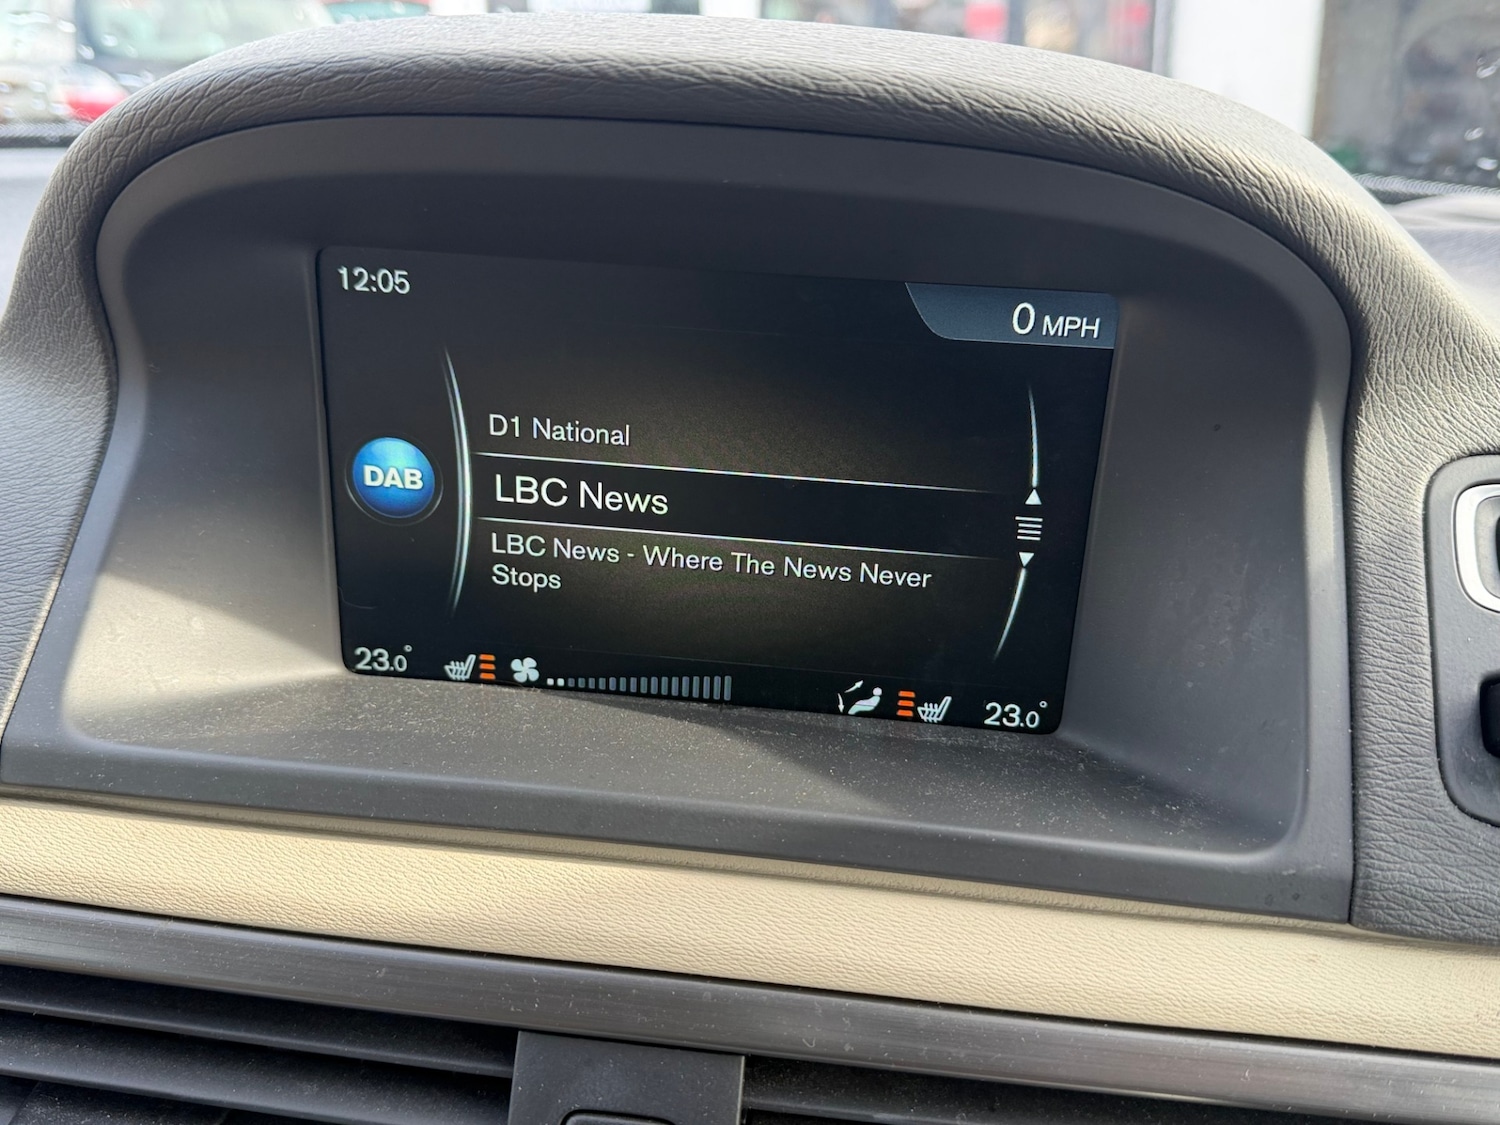 12:05
0 MPH
D1 National
DAB
LBC News
LBC News - Where The News Never
Stops
23.0°
23.0°